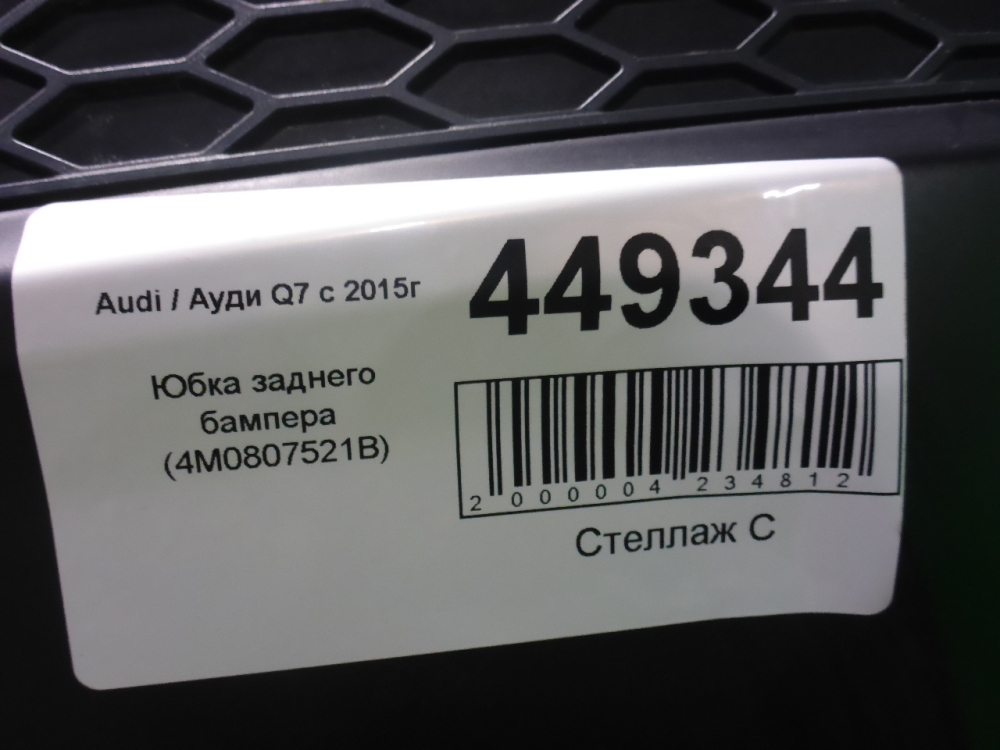 Audi / Ауди Q7 с 2015г
449344
Юбка заднего
бампера
(4M0807521B)
2 000004 234812
Стеллаж С